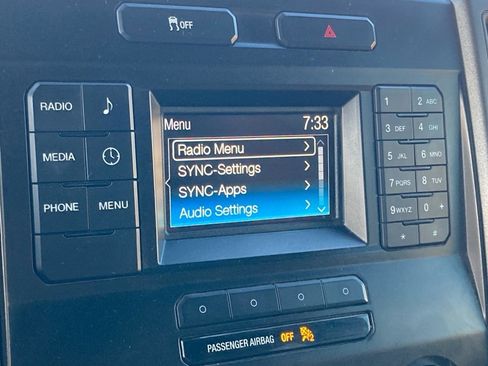 OFF
RADIO
MEDIA
PHONE MENU
Menu 7:33
Radio Menu
SYNC-Settings
SYNC-Apps
Audio Settings
1 2 ABC
3 DEF 4 GHI
5 JKL 6 MNO
7 PQRS 8 TUV
9 WXYZ 0 +
* #
PASSENGER AIRBAG OFF 2